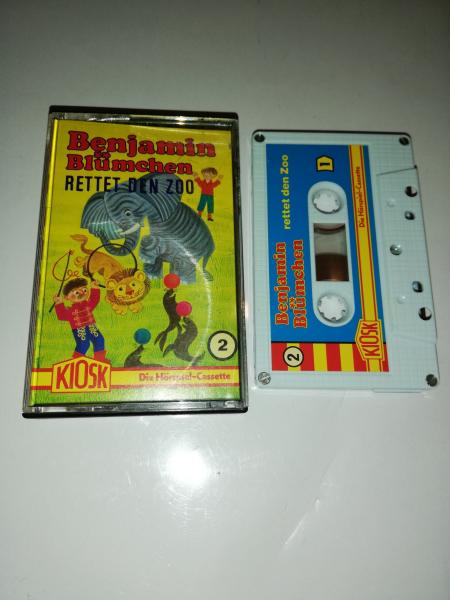 Benjamin
Blümchen
RETTET DEN ZOO
2
KIOSK
Die Hörspiel-Cassette
1
rettet den Zoo
Benjamin
Blümchen
2
KIOSK
Die Hörspiel-Cassette